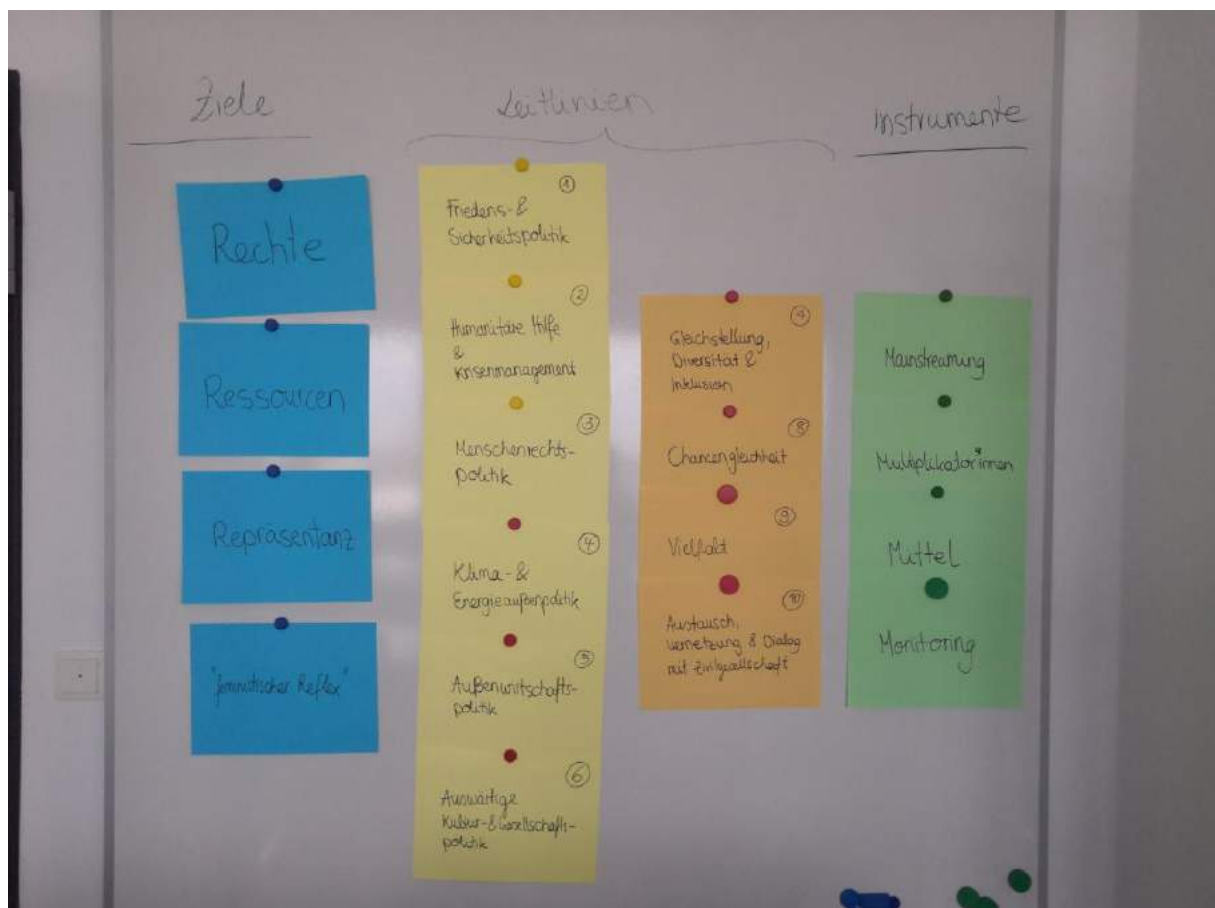 Ziele
Rechte
Ressourcen
Repräsentanz
"feministischer Reflex"
Leitlinien
1
Friedens- &
Sicherheitspolitik
2
Humanitäre Hilfe
&
Krisenmanagement
3
Menschenrechts-
politik
4
Klima- &
Energieaußenpolitik
5
Außenwirtschafts-
politik
6
Auswärtige
Kultur- & Gesellschafts-
politik
7
Gleichstellung,
Diversität &
Inklusion
8
Chancengleichheit
9
Vielfalt
10
Austausch,
Vernetzung & Dialog
mit Zivilgesellschaft
Instrumente
Mainstreaming
Multiplikator*innen
Mittel
Monitoring